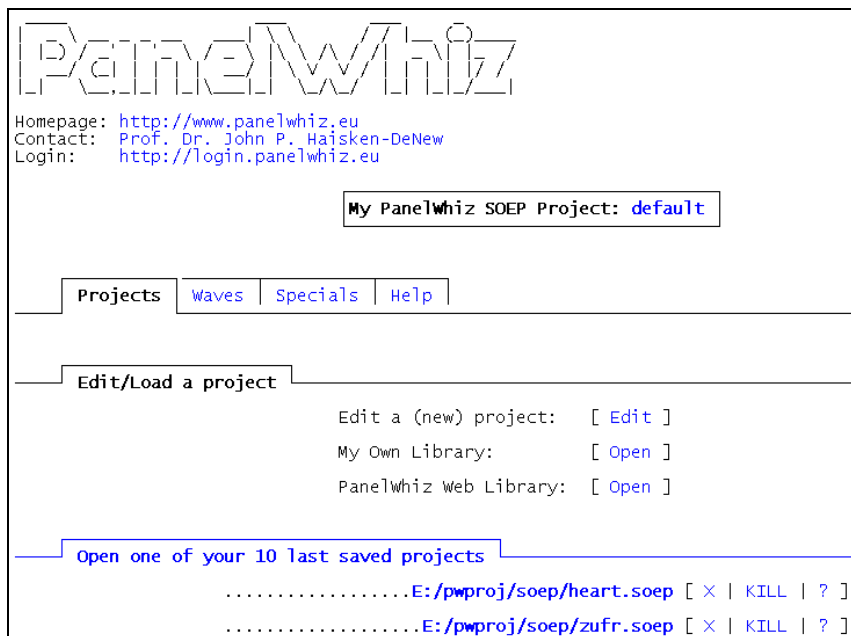 PanelWhiz
Homepage: http://www.panelwhiz.eu
Contact: Prof. Dr. John P. Haisken-DeNew
Login: http://login.panelwhiz.eu
My PanelWhiz SOEP Project: default
Projects Waves Specials Help
Edit/Load a project
Edit a (new) project: [ Edit ]
My Own Library: [ Open ]
PanelWhiz Web Library: [ Open ]
Open one of your 10 last saved projects
..................E:/pwproj/soep/heart.soep [ X | KILL | ? ]
...................E:/pwproj/soep/zufr.soep [ X | KILL | ? ]